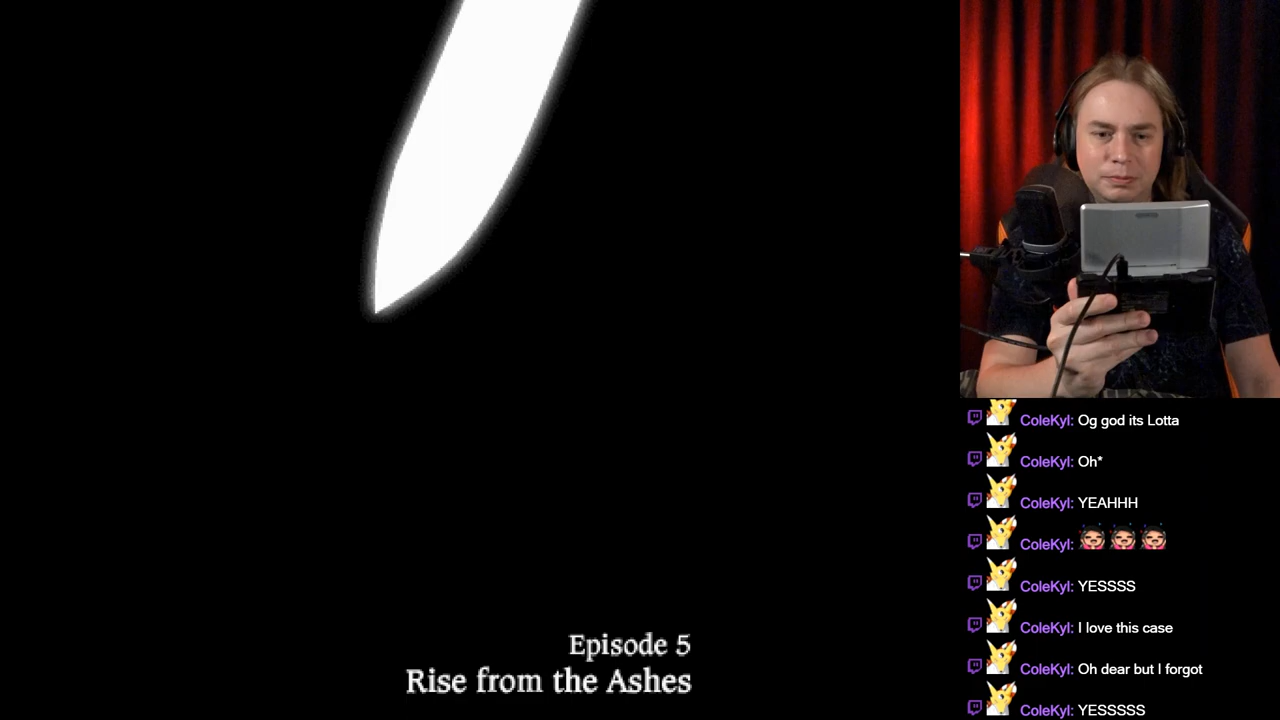 Episode 5
Rise from the Ashes
ColeKyl: Og god its Lotta
ColeKyl: Oh*
ColeKyl: YEAHHH
ColeKyl:
ColeKyl: YESSSS
ColeKyl: I love this case
ColeKyl: Oh dear but I forgot
ColeKyl: YESSSSS